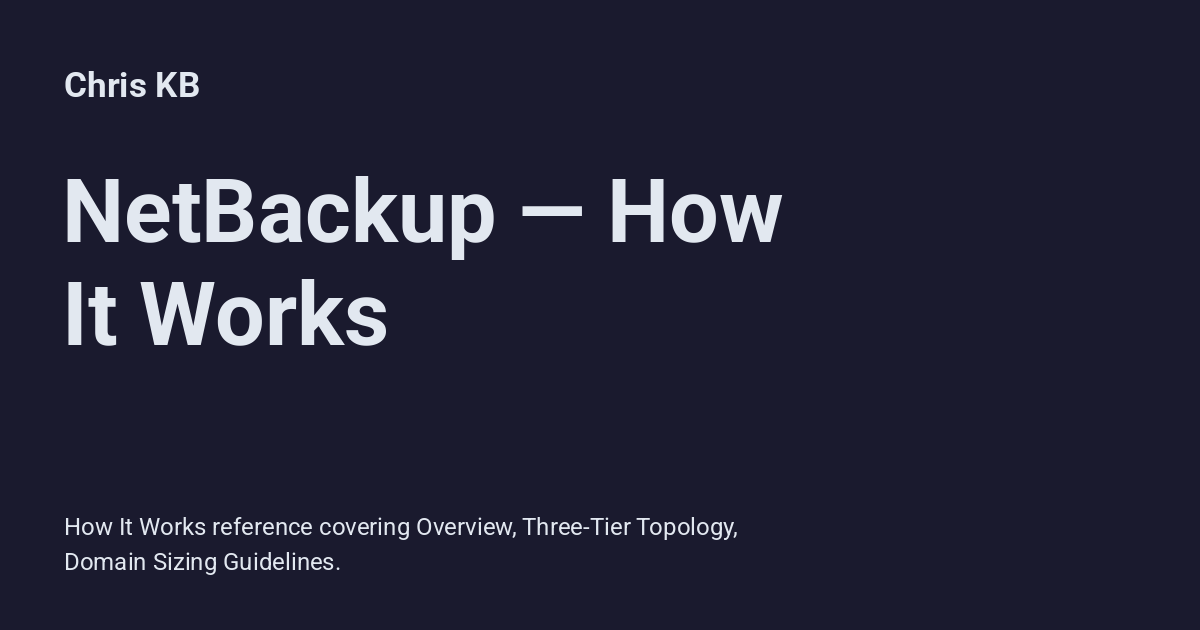 Chris KB
NetBackup — How
It Works
How It Works reference covering Overview, Three-Tier Topology,
Domain Sizing Guidelines.